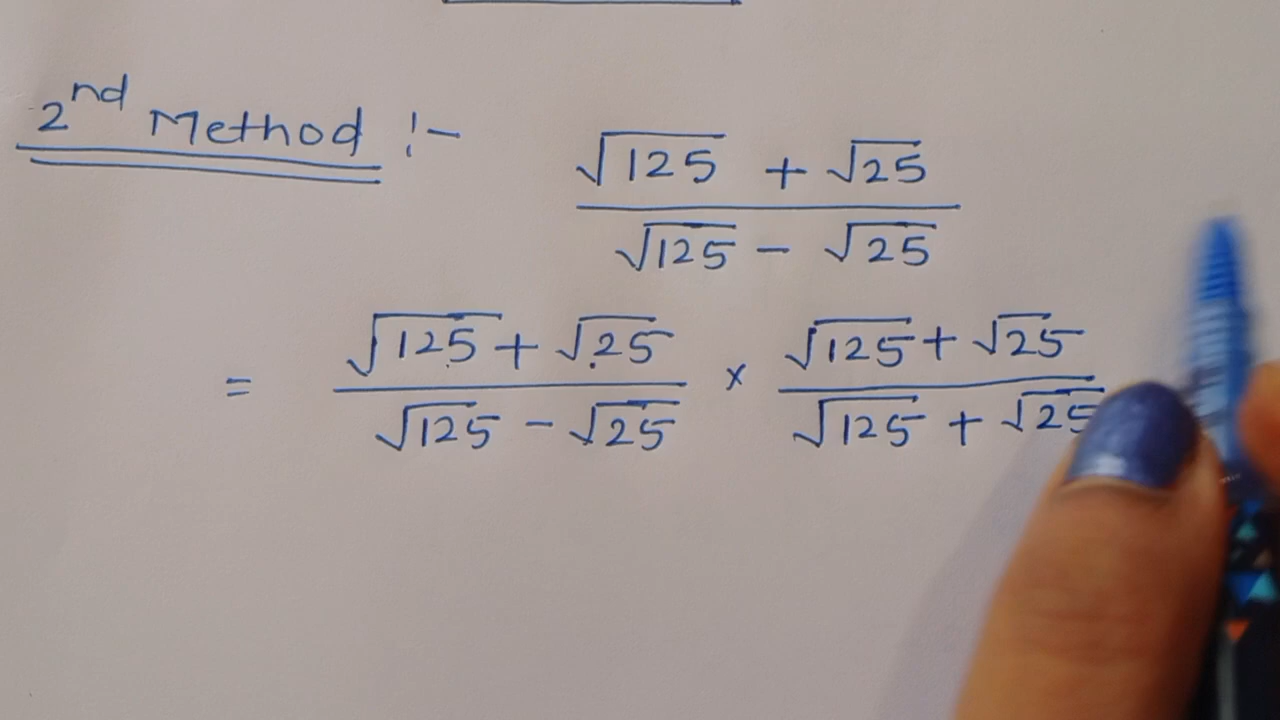 2nd Method :-
√125 + √25
√125 - √25
= √125 + √25 × √125 + √25
√125 - √25 √125 + √25